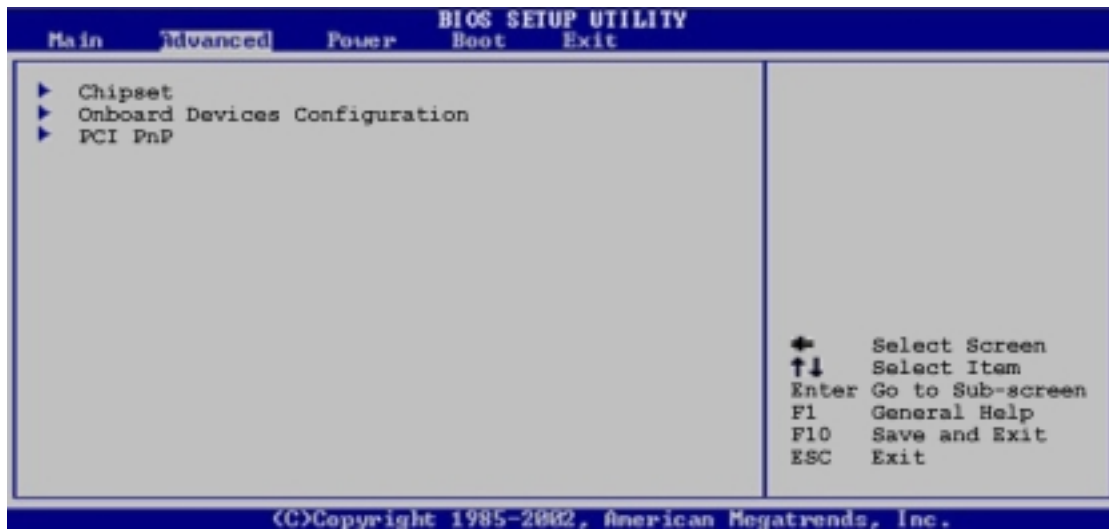 BIOS SETUP UTILITY
Main Advanced Power Boot Exit
Chipset
Onboard Devices Configuration
PCI PnP
Select Screen
↑↓ Select Item
Enter Go to Sub-screen
F1 General Help
F10 Save and Exit
ESC Exit
(C)Copyright 1985-2002, American Megatrends, Inc.